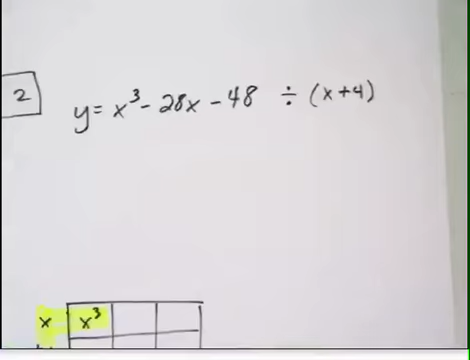 2
y = x³ - 28x - 48 ÷ (x+4)
x x³